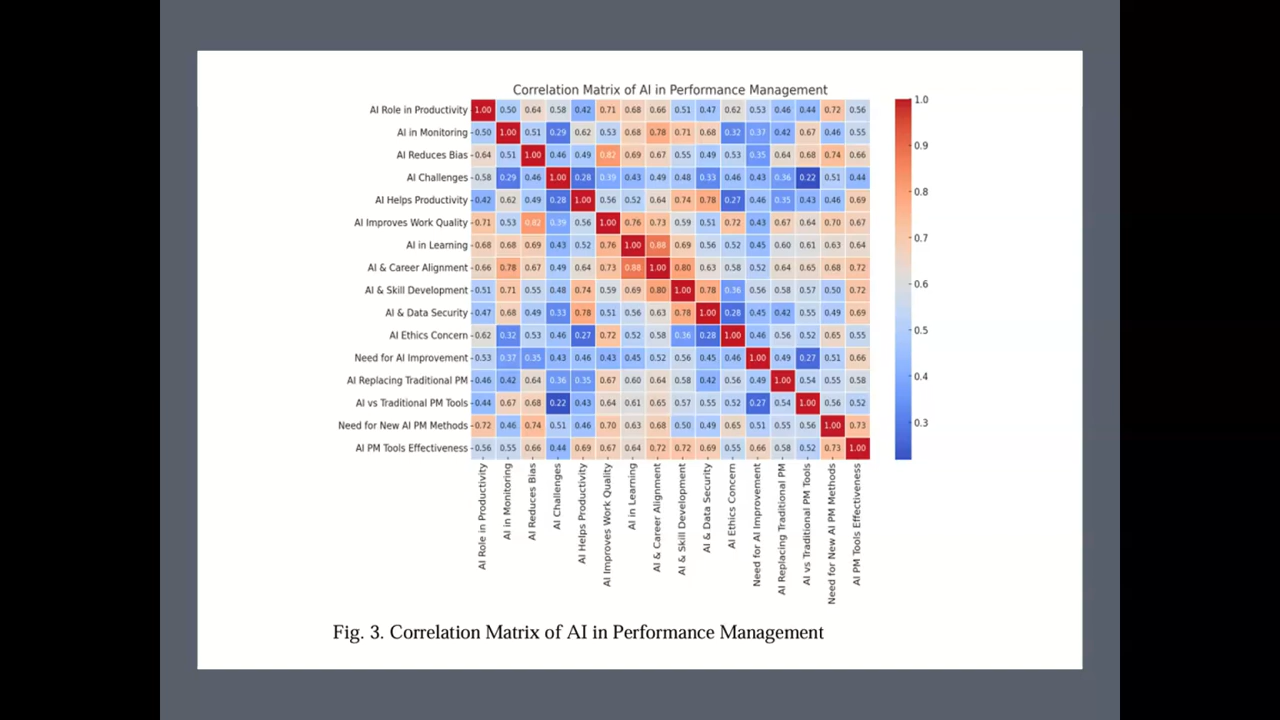 Correlation Matrix of AI in Performance Management
AI Role in Productivity 1.00 0.50 0.64 0.58 0.42 0.71 0.68 0.66 0.51 0.47 0.62 0.53 0.46 0.44 0.72 0.56
AI in Monitoring 0.50 1.00 0.51 0.29 0.62 0.53 0.68 0.78 0.71 0.68 0.32 0.37 0.42 0.67 0.46 0.55
AI Reduces Bias 0.64 0.51 1.00 0.46 0.49 0.82 0.69 0.67 0.55 0.49 0.53 0.35 0.64 0.68 0.74 0.66
AI Challenges 0.58 0.29 0.46 1.00 0.28 0.39 0.43 0.49 0.48 0.33 0.46 0.43 0.36 0.22 0.51 0.44
AI Helps Productivity 0.42 0.62 0.49 0.28 1.00 0.56 0.52 0.64 0.74 0.78 0.27 0.46 0.35 0.43 0.46 0.69
AI Improves Work Quality 0.71 0.53 0.82 0.39 0.56 1.00 0.76 0.73 0.59 0.51 0.72 0.43 0.67 0.64 0.70 0.67
AI in Learning 0.68 0.68 0.69 0.43 0.52 0.76 1.00 0.88 0.69 0.56 0.52 0.45 0.60 0.61 0.63 0.64
AI & Career Alignment 0.66 0.78 0.67 0.49 0.64 0.73 0.88 1.00 0.80 0.63 0.58 0.52 0.64 0.65 0.68 0.72
AI & Skill Development 0.51 0.71 0.55 0.48 0.74 0.59 0.69 0.80 1.00 0.78 0.36 0.56 0.58 0.57 0.50 0.72
AI & Data Security 0.47 0.68 0.49 0.33 0.78 0.51 0.56 0.63 0.78 1.00 0.28 0.45 0.42 0.55 0.49 0.69
AI Ethics Concern 0.62 0.32 0.53 0.46 0.27 0.72 0.52 0.58 0.36 0.28 1.00 0.46 0.56 0.52 0.65 0.55
Need for AI Improvement 0.53 0.37 0.35 0.43 0.46 0.43 0.45 0.52 0.56 0.45 0.46 1.00 0.49 0.27 0.51 0.66
AI Replacing Traditional PM 0.46 0.42 0.64 0.36 0.35 0.67 0.60 0.64 0.58 0.42 0.56 0.49 1.00 0.54 0.55 0.58
AI vs Traditional PM Tools 0.44 0.67 0.68 0.22 0.43 0.64 0.61 0.65 0.57 0.55 0.52 0.27 0.54 1.00 0.56 0.52
Need for New AI PM Methods 0.72 0.46 0.74 0.51 0.46 0.70 0.63 0.68 0.50 0.49 0.65 0.51 0.55 0.56 1.00 0.73
AI PM Tools Effectiveness 0.56 0.55 0.66 0.44 0.69 0.67 0.64 0.72 0.72 0.69 0.55 0.66 0.58 0.52 0.73 1.00
AI Role in Productivity
AI in Monitoring
AI Reduces Bias
AI Challenges
AI Helps Productivity
AI Improves Work Quality
AI in Learning
AI & Career Alignment
AI & Skill Development
AI & Data Security
AI Ethics Concern
Need for AI Improvement
AI Replacing Traditional PM
AI vs Traditional PM Tools
Need for New AI PM Methods
AI PM Tools Effectiveness
1.0
0.9
0.8
0.7
0.6
0.5
0.4
0.3
Fig. 3. Correlation Matrix of AI in Performance Management